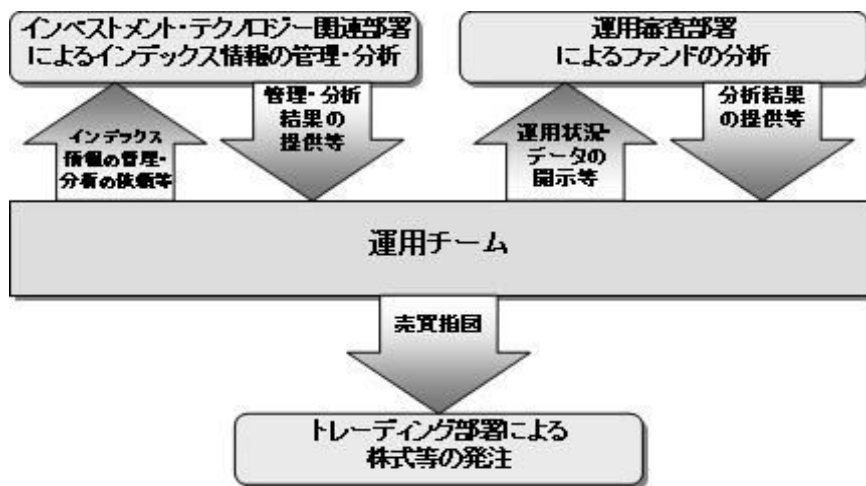 インベストメント・テクノロジー関連部署
によるインデックス情報の管理・分析
運用審査部署
によるファンドの分析
インデックス
情報の管理・
分析の依頼等
管理・分析
結果の
提供等
運用状況・
データの
開示等
分析結果
の提供等
運用チーム
売買指図
トレーディング部署による
株式等の発注